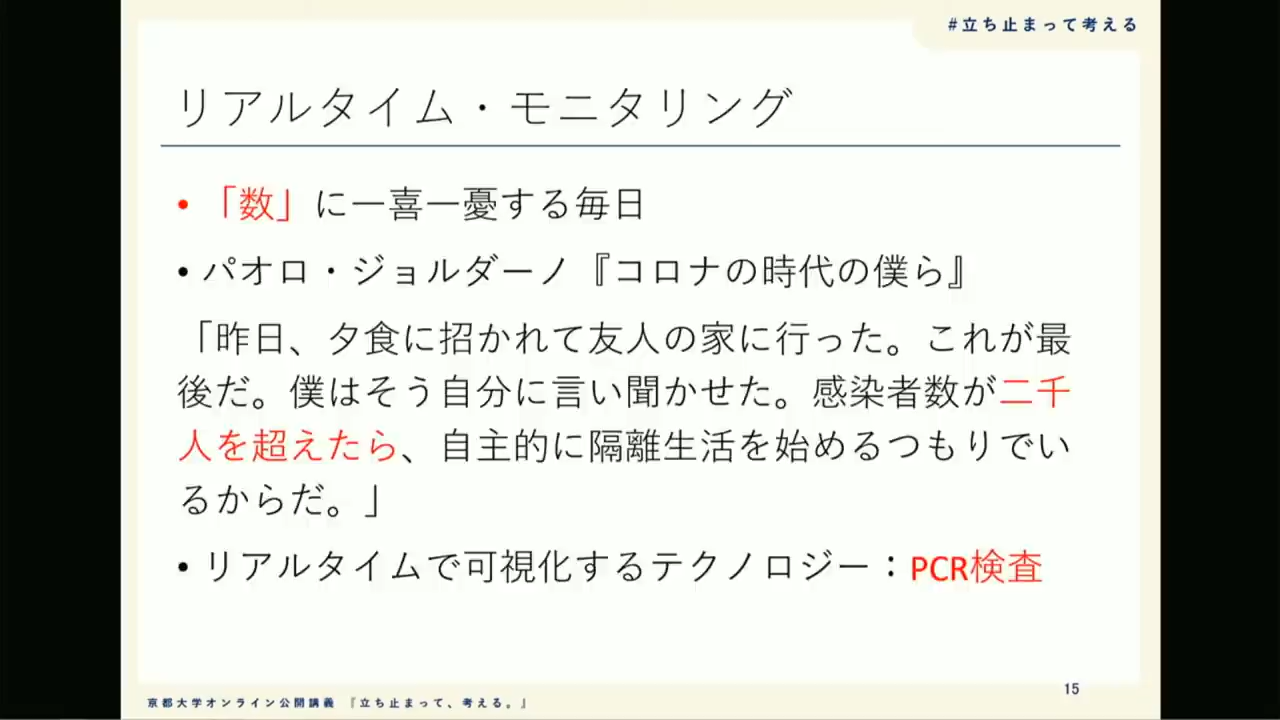 #立ち止まって考える
リアルタイム・モニタリング
• 「数」に一喜一憂する毎日
• パオロ・ジョルダーノ『コロナの時代の僕ら』
「昨日、夕食に招かれて友人の家に行った。これが最
後だ。僕はそう自分に言い聞かせた。感染者数が二千
人を超えたら、自主的に隔離生活を始めるつもりでい
るからだ。」
• リアルタイムで可視化するテクノロジー：PCR検査
15
京都大学オンライン公開講義 『立ち止まって、考える。』